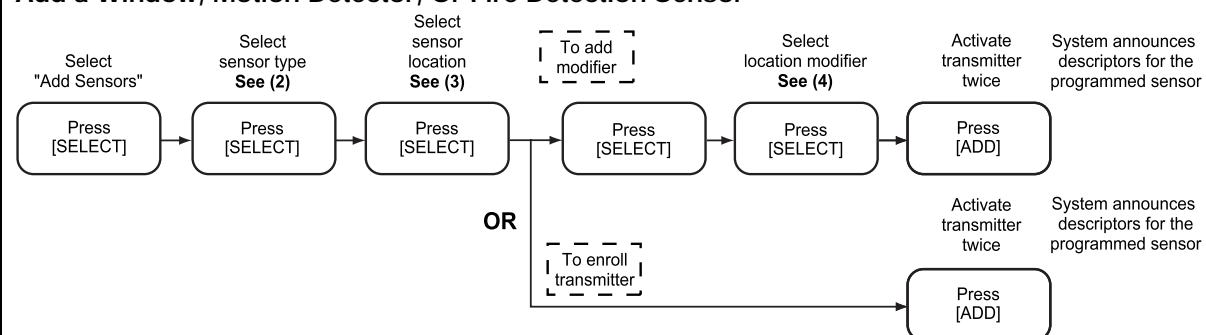 Add a Window, Motion Detector, Or Fire Detection Sensor
Select
"Add Sensors"
Select
sensor type
See (2)
Select
sensor
location
See (3)
To add
modifier
Select
location modifier
See (4)
Activate
transmitter
twice
System announces
descriptors for the
programmed sensor
Press
[SELECT]
Press
[SELECT]
Press
[SELECT]
Press
[SELECT]
Press
[SELECT]
Press
[ADD]
OR
To enroll
transmitter
Activate
transmitter
twice
System announces
descriptors for the
programmed sensor
Press
[ADD]